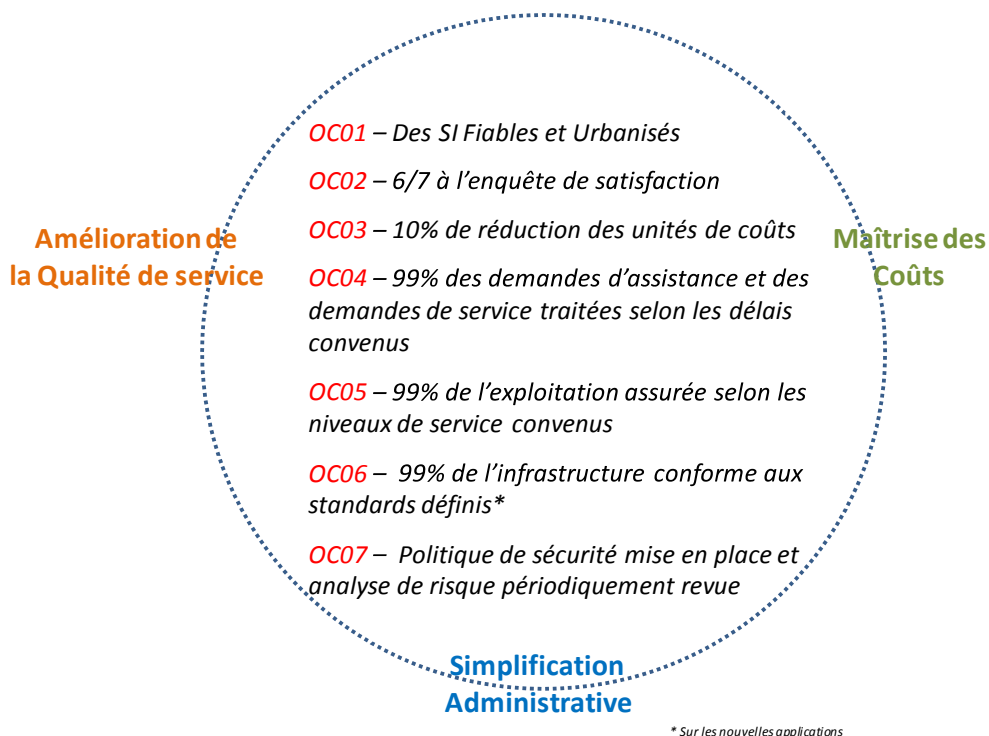 OC01 – Des SI Fiables et Urbanisés
OC02 – 6/7 à l’enquête de satisfaction
OC03 – 10% de réduction des unités de coûts
Amélioration de
la Qualité de service
Maîtrise des
Coûts
OC04 – 99% des demandes d’assistance et des
demandes de service traitées selon les délais
convenus
OC05 – 99% de l’exploitation assurée selon les
niveaux de service convenus
OC06 – 99% de l’infrastructure conforme aux
standards définis*
OC07 – Politique de sécurité mise en place et
analyse de risque périodiquement revue
Simplification
Administrative
* Sur les nouvelles applications